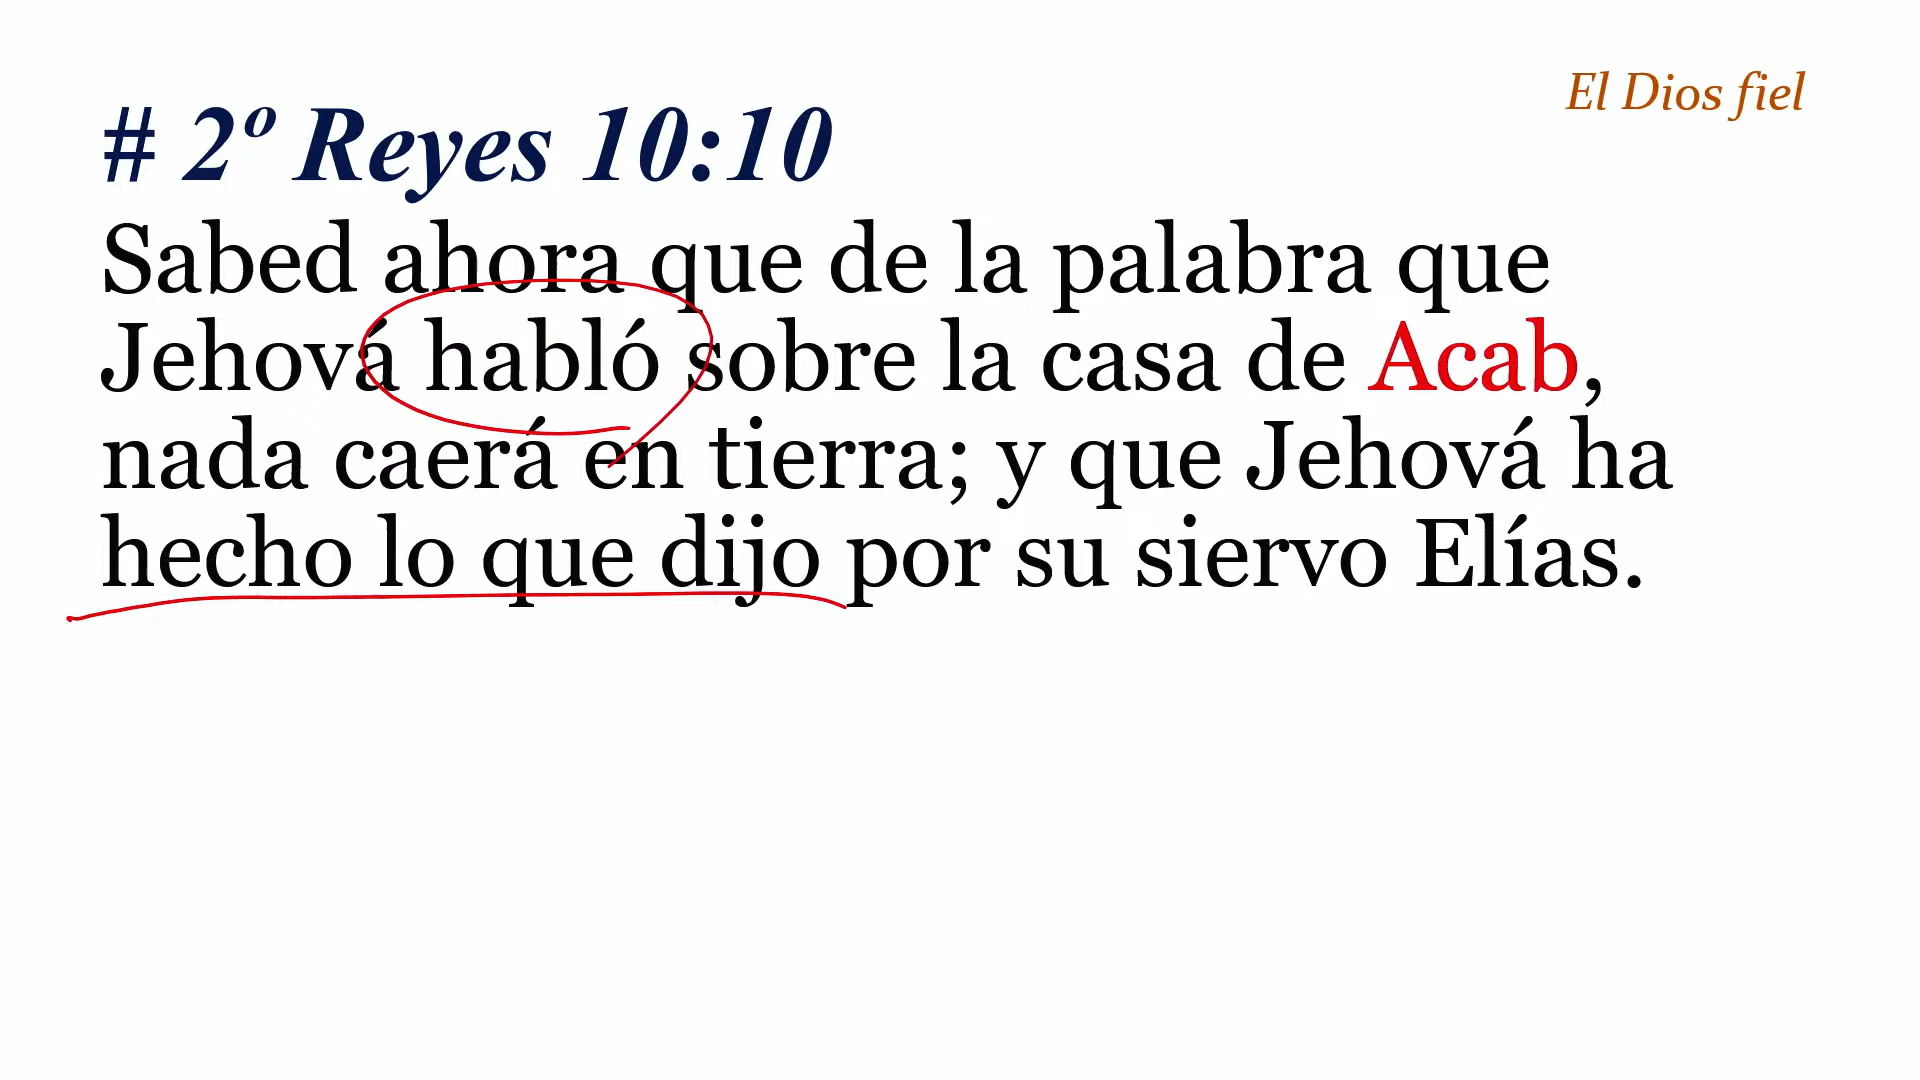 El Dios fiel
# 2º Reyes 10:10
Sabed ahora que de la palabra que
Jehová habló sobre la casa de Acab,
nada caerá en tierra; y que Jehová ha
hecho lo que dijo por su siervo Elías.